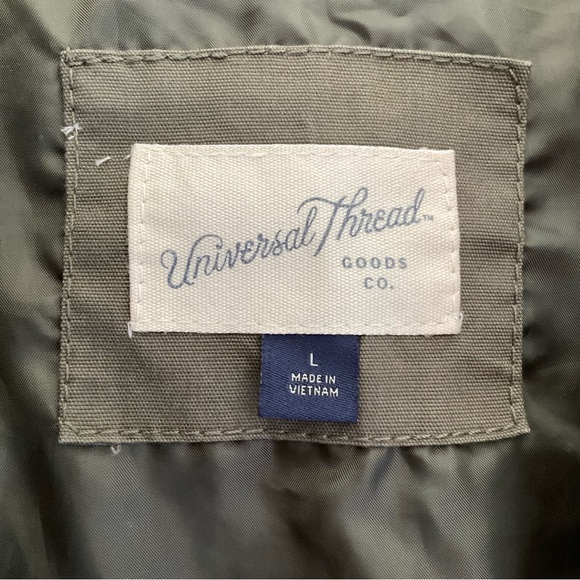 Universal Thread™
GOODS
CO.
L
MADE IN
VIETNAM